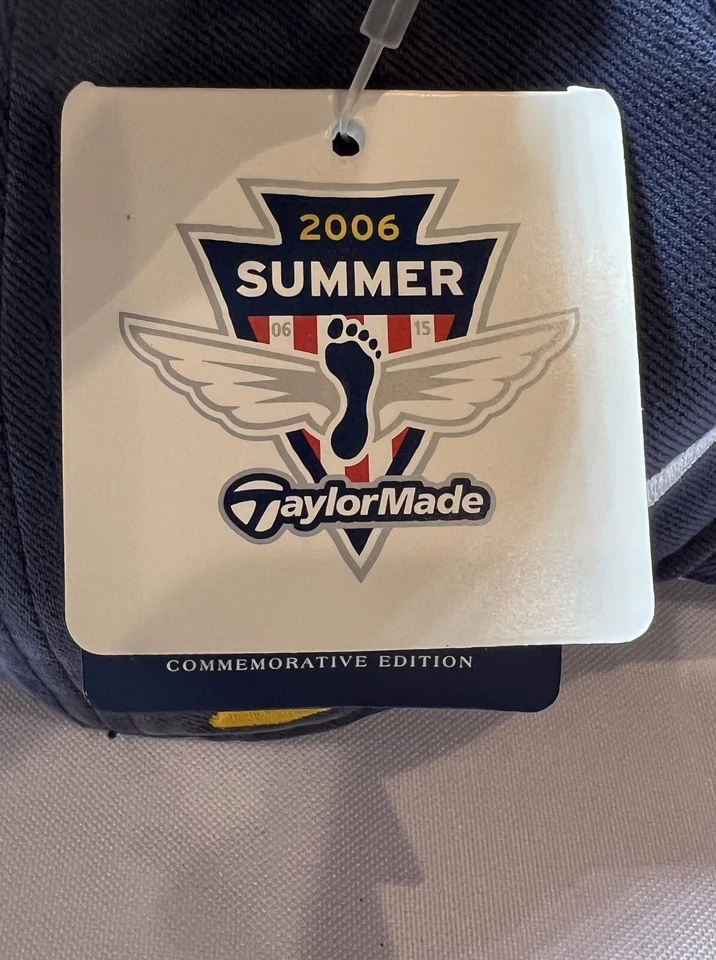 2006
SUMMER
06 15
TaylorMade
COMMEMORATIVE EDITION